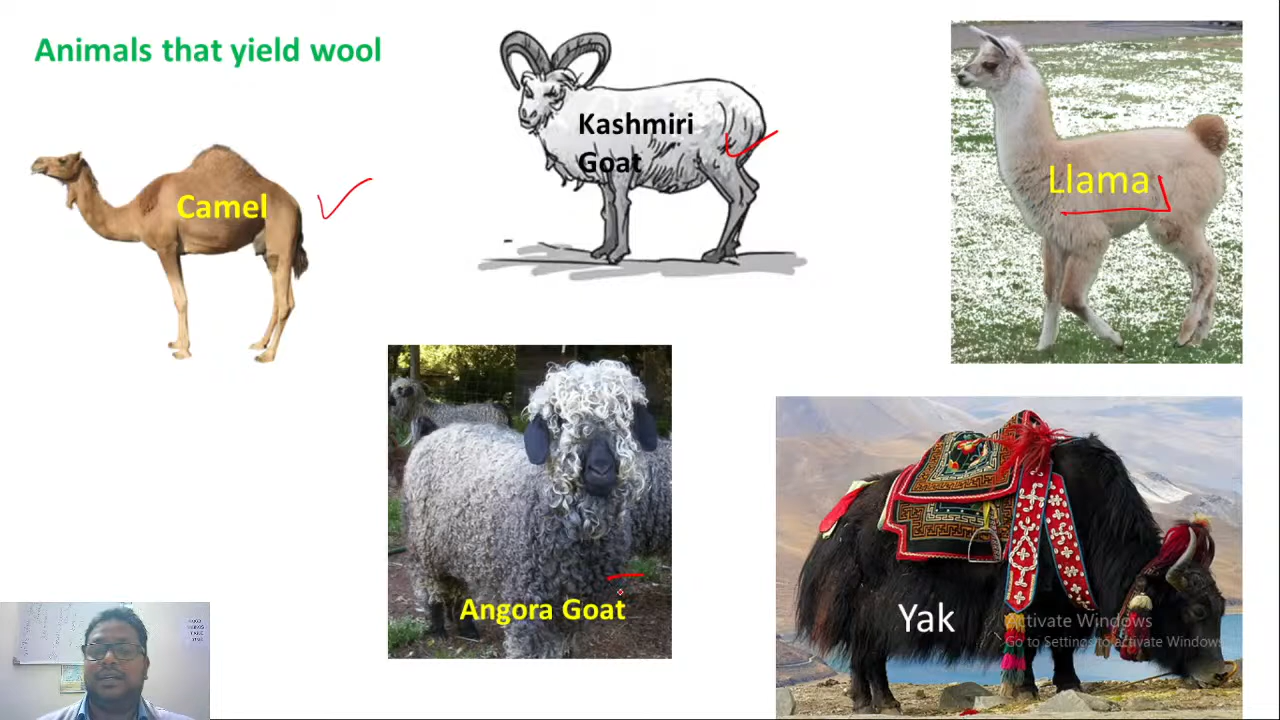 Animals that yield wool
Camel
Kashmiri
Goat
Llama
Angora Goat
Yak
Activate Windows
Go to Settings to activate Windows